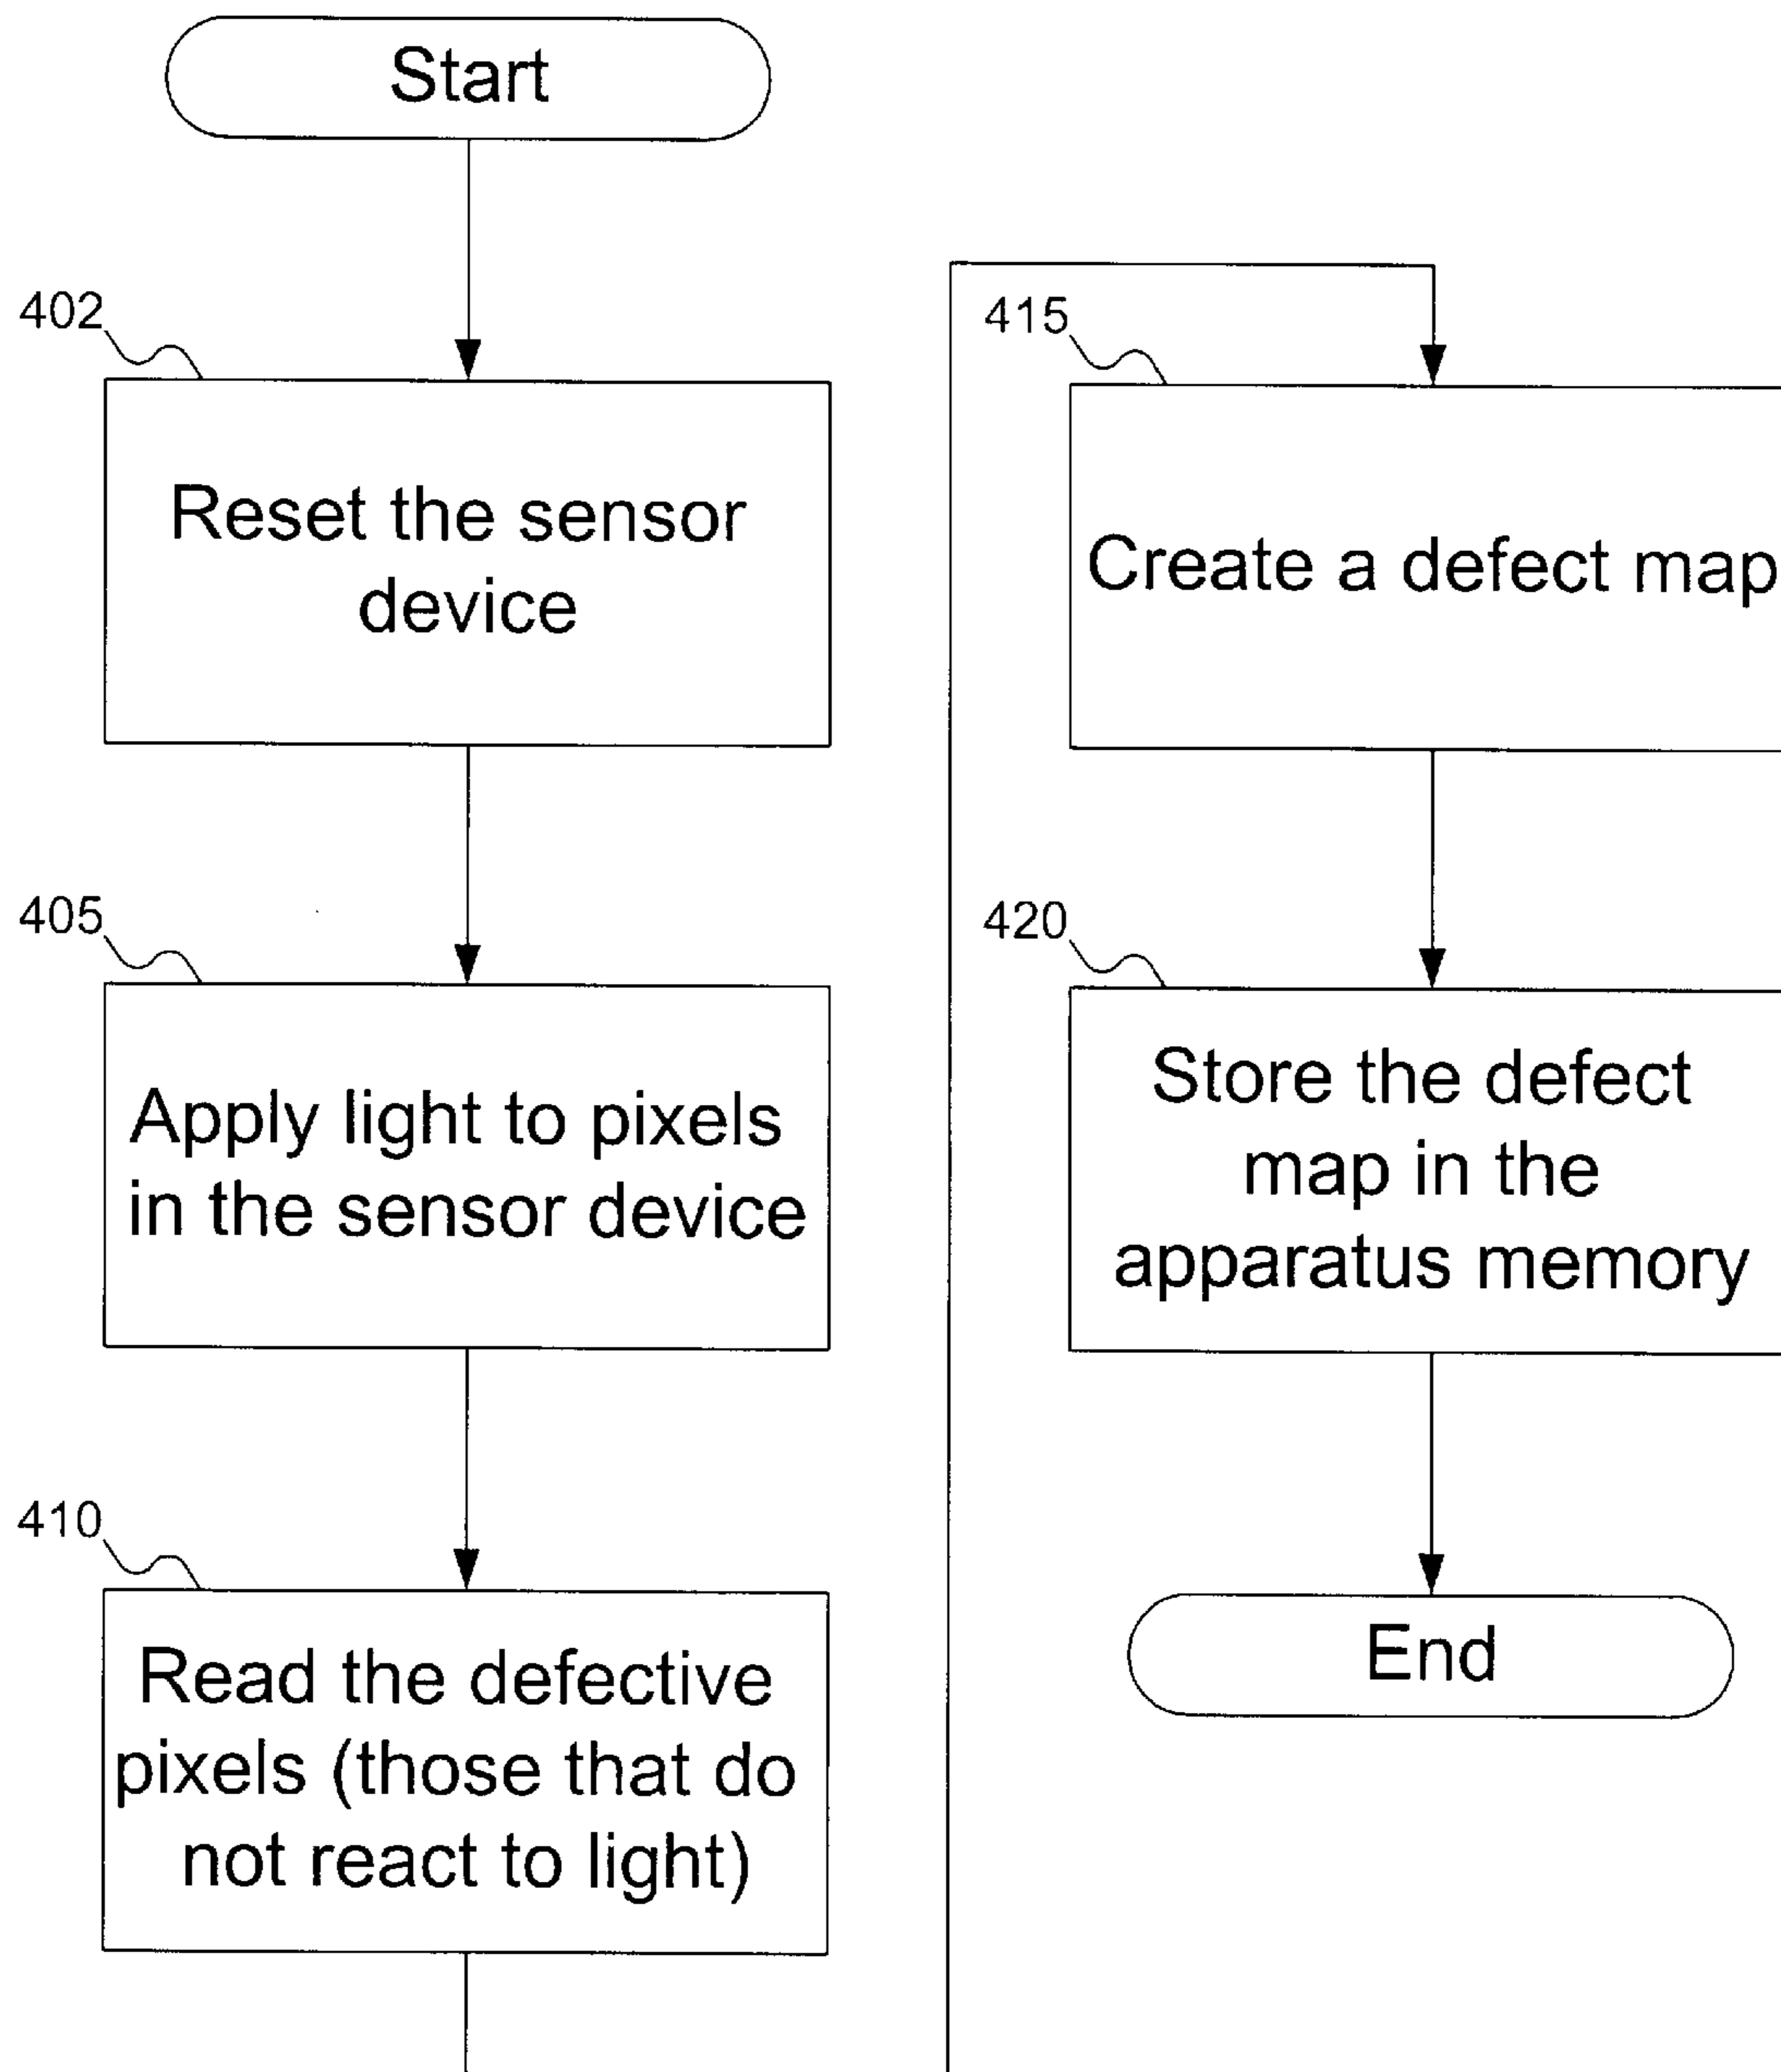 Start
402
Reset the sensor
device
405
Apply light to pixels
in the sensor device
410
Read the defective
pixels (those that do
not react to light)
415
Create a defect map
420
Store the defect
map in the
apparatus memory
End